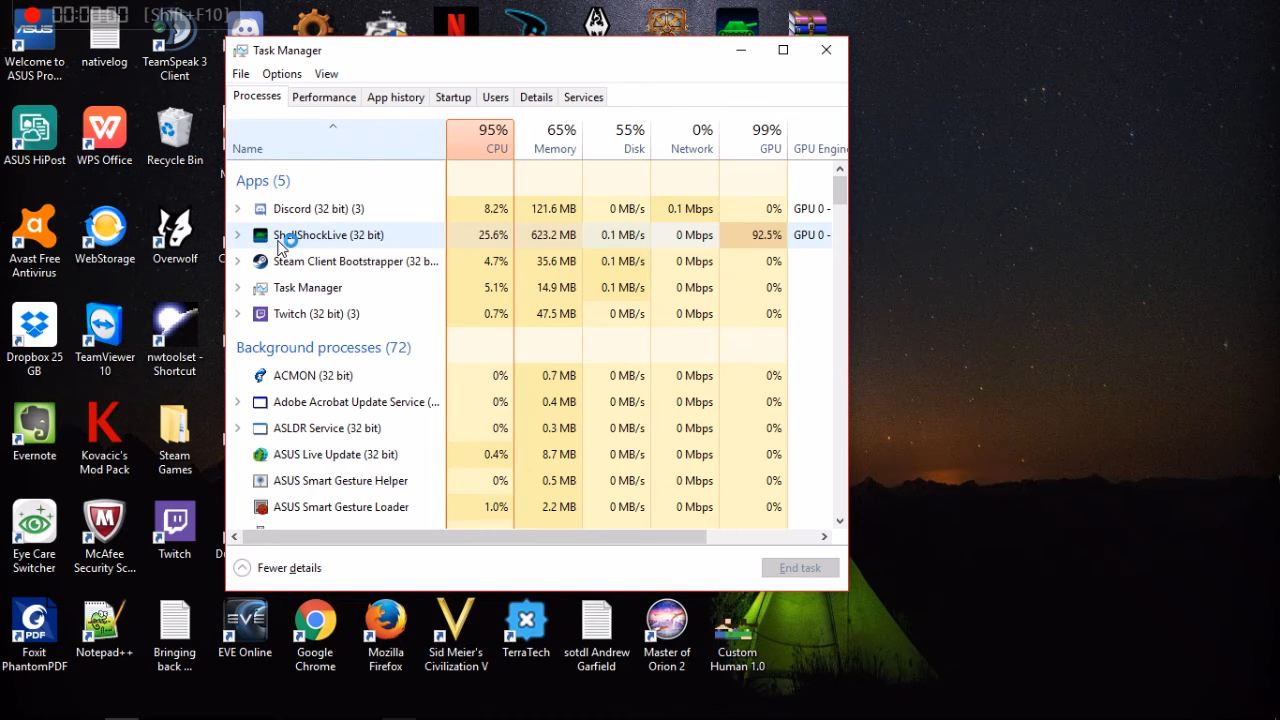 00:00:00 [Shift+F10]
Welcome to
ASUS Pro...
nativelog
TeamSpeak 3
Client
ASUS HiPost
WPS Office
Recycle Bin
Avast Free
Antivirus
WebStorage
Overwolf
Dropbox 25
GB
TeamViewer
10
nwtoolset -
Shortcut
Evernote
Kovacic's
Mod Pack
Steam
Games
Eye Care
Switcher
McAfee
Security Sc...
Twitch
Foxit
PhantomPDF
Notepad++
Bringing
back ...
EVE Online
Google
Chrome
Mozilla
Firefox
Sid Meier's
Civilization V
TerraTech
sotdl Andrew
Garfield
Master of
Orion 2
Custom
Human 1.0
Task Manager
File Options View
Processes Performance App history Startup Users Details Services
95% 65% 55% 0% 99%
Name CPU Memory Disk Network GPU GPU Engine
Apps (5)
Discord (32 bit) (3) 8.2% 121.6 MB 0 MB/s 0.1 Mbps 0% GPU 0 -
ShellShockLive (32 bit) 25.6% 623.2 MB 0.1 MB/s 0 Mbps 92.5% GPU 0 -
Steam Client Bootstrapper (32 b... 4.7% 35.6 MB 0.1 MB/s 0 Mbps 0%
Task Manager 5.1% 14.9 MB 0.1 MB/s 0 Mbps 0%
Twitch (32 bit) (3) 0.7% 47.5 MB 0 MB/s 0 Mbps 0%
Background processes (72)
ACMON (32 bit) 0% 0.7 MB 0 MB/s 0 Mbps 0%
Adobe Acrobat Update Service (... 0% 0.4 MB 0 MB/s 0 Mbps 0%
ASLDR Service (32 bit) 0% 0.3 MB 0 MB/s 0 Mbps 0%
ASUS Live Update (32 bit) 0.4% 8.7 MB 0 MB/s 0 Mbps 0%
ASUS Smart Gesture Helper 0% 0.5 MB 0 MB/s 0 Mbps 0%
ASUS Smart Gesture Loader 1.0% 2.2 MB 0 MB/s 0 Mbps 0%
Fewer details End task